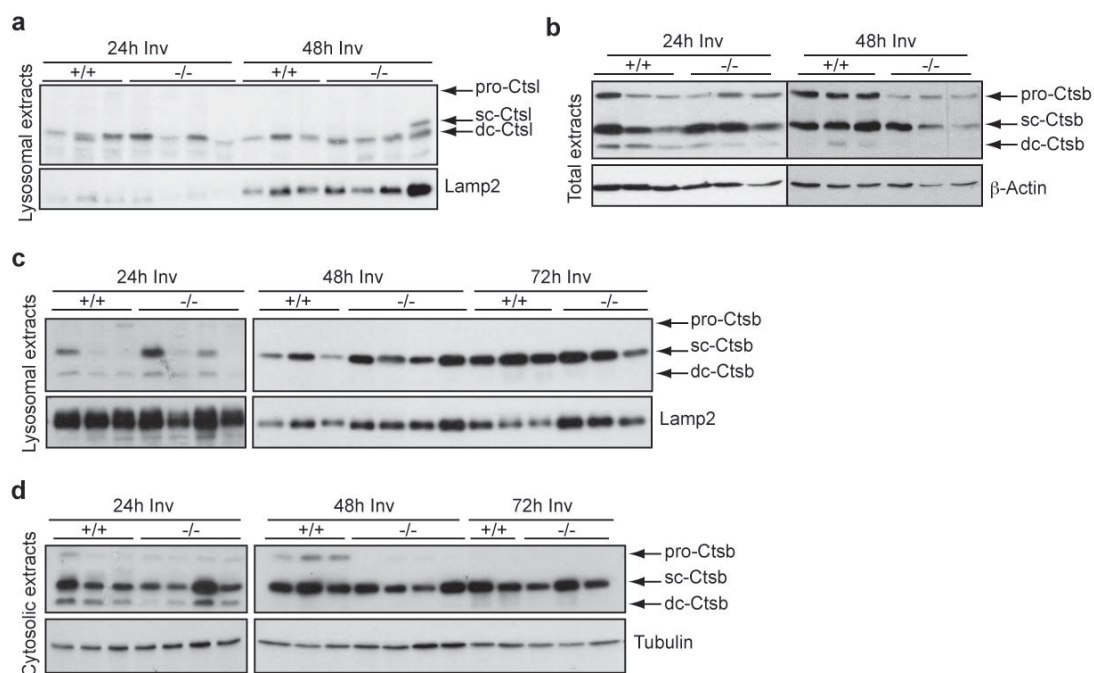 a
24h Inv 48h Inv
+/+ -/- +/+ -/-
Lysosomal extracts
pro-Ctsl
sc-Ctsl
dc-Ctsl
Lamp2
b
24h Inv 48h Inv
+/+ -/- +/+ -/-
Total extracts
pro-Ctsb
sc-Ctsb
dc-Ctsb
β-Actin
c
24h Inv 48h Inv 72h Inv
+/+ -/- +/+ -/- +/+ -/-
Lysosomal extracts
pro-Ctsb
sc-Ctsb
dc-Ctsb
Lamp2
d
24h Inv 48h Inv 72h Inv
+/+ -/- +/+ -/- +/+ -/-
Cytosolic extracts
pro-Ctsb
sc-Ctsb
dc-Ctsb
Tubulin